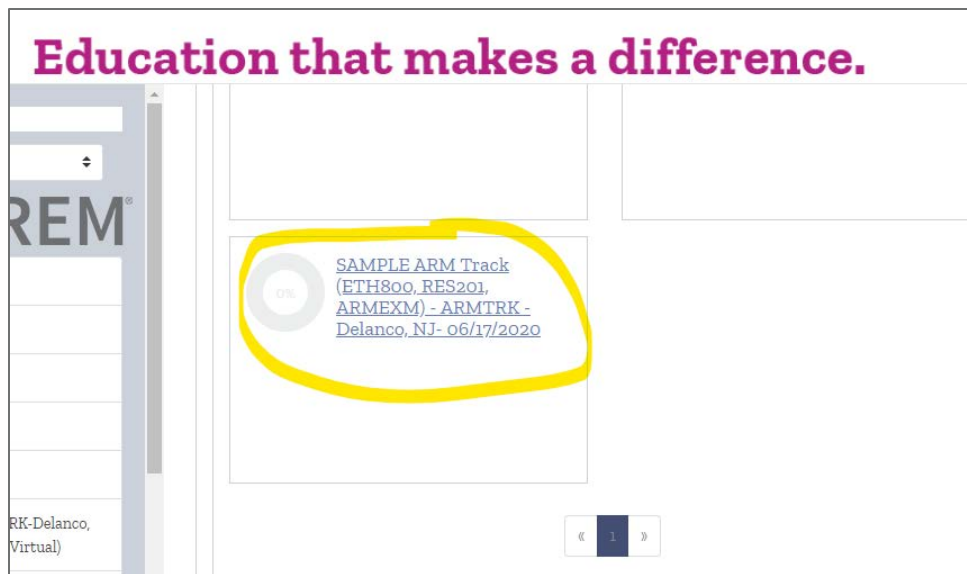 Education that makes a difference.
REM®
SAMPLE ARM Track
(ETH800, RES201,
ARMEXM) - ARMTRK -
Delanco, NJ- 06/17/2020
0%
RK-Delanco,
Virtual)
« 1 »